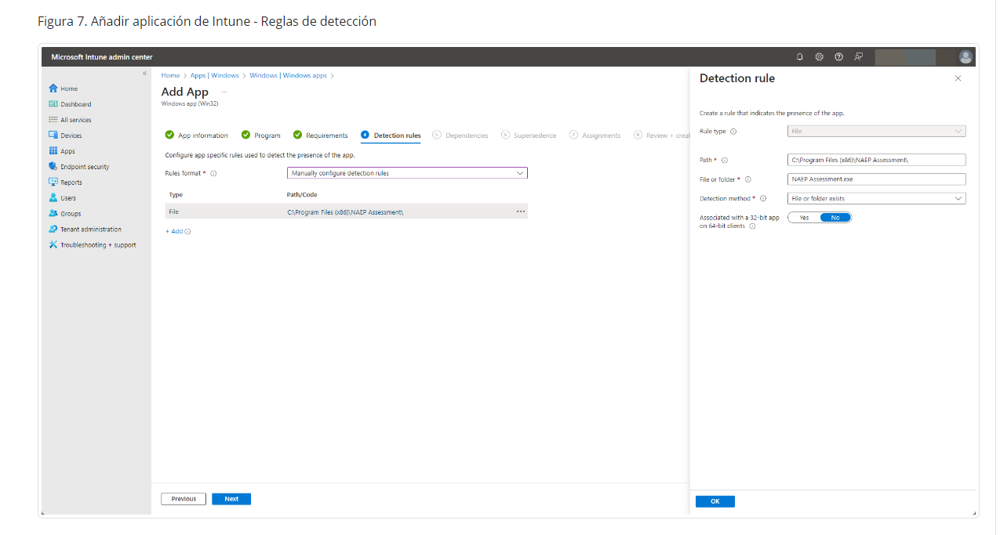 Figura 7. Añadir aplicación de Intune - Reglas de detección
Microsoft Intune admin center
«
Home
Dashboard
All services
Devices
Apps
Endpoint security
Reports
Users
Groups
Tenant administration
Troubleshooting + support
Home > Apps | Windows > Windows | Windows apps >
Add App ...
Windows app (Win32)
App information Program Requirements 4 Detection rules 5 Dependencies 6 Supersedence 7 Assignments 8 Review + creat
Configure app specific rules used to detect the presence of the app.
Rules format * Manually configure detection rules
Type Path/Code
File C:\Program Files (x86)\NAEP Assessment\, ...
+ Add
Previous Next
Detection rule
Create a rule that indicates the presence of the app.
Rule type File
Path * C:\Program Files (x86)\NAEP Assessment\,
File or folder * NAEP Assessment.exe
Detection method * File or folder exists
Associated with a 32-bit app Yes No
on 64-bit clients
OK